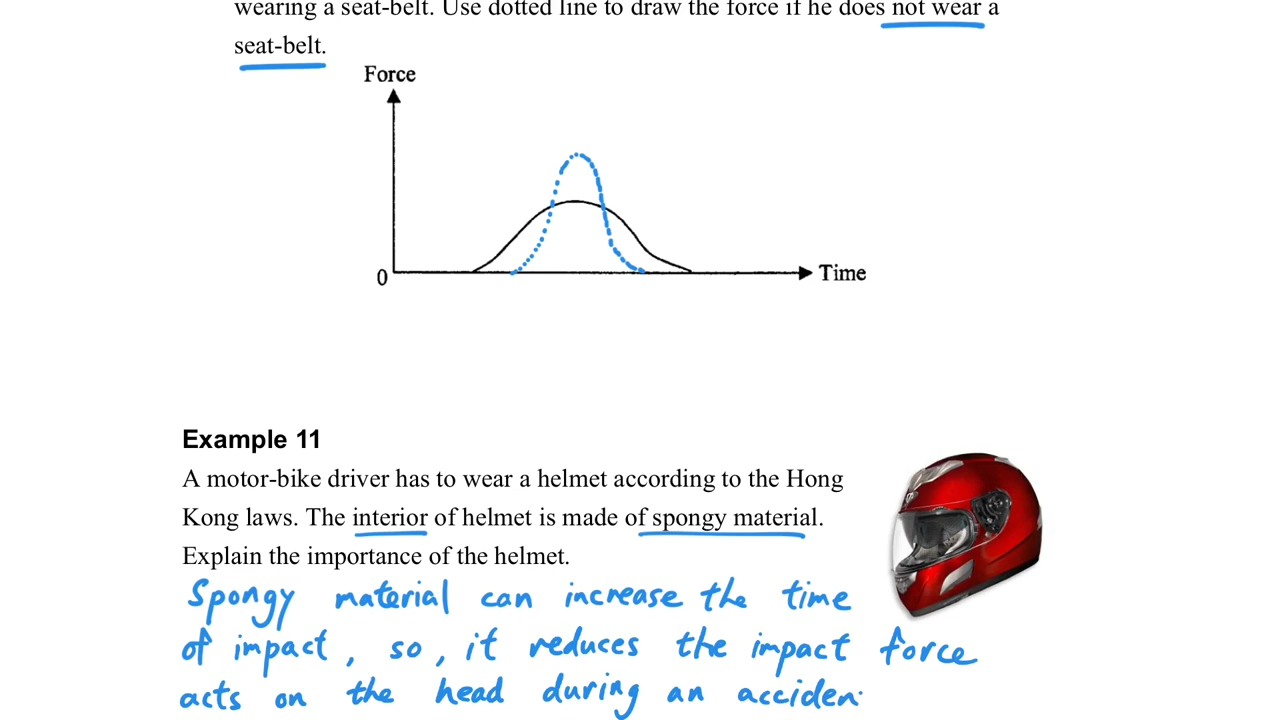 wearing a seat-belt. Use dotted line to draw the force if he does not wear a
seat-belt.
Force
0
Time
Example 11
A motor-bike driver has to wear a helmet according to the Hong
Kong laws. The interior of helmet is made of spongy material.
Explain the importance of the helmet.
Spongy material can increase the time
of impact, so, it reduces the impact force
acts on the head during an acciden